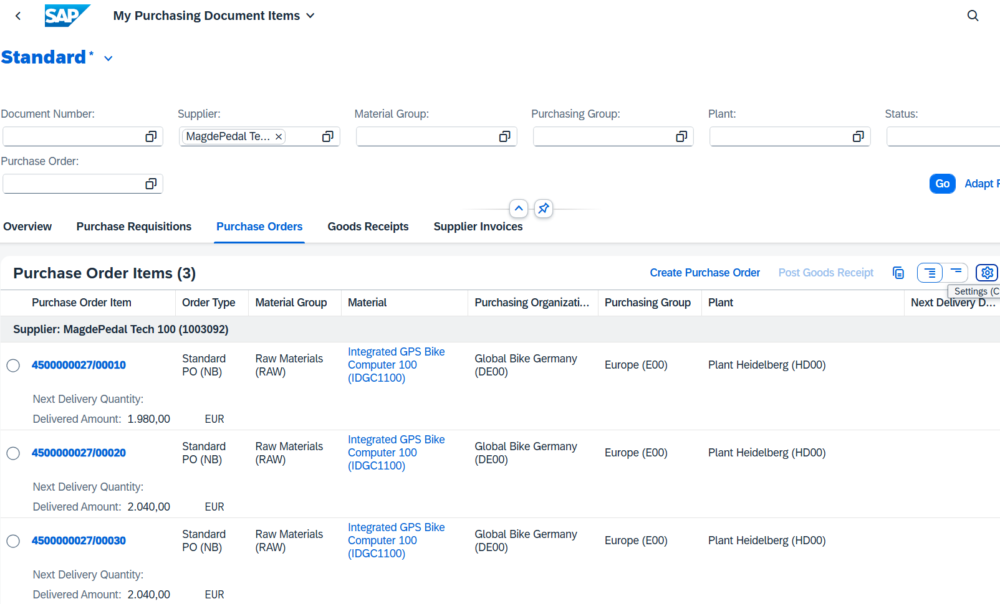 SAP My Purchasing Document Items
Standard *
Document Number: Supplier: Material Group: Purchasing Group: Plant: Status:
MagdePedal Te... ×
Purchase Order:
Go Adapt F
Overview Purchase Requisitions Purchase Orders Goods Receipts Supplier Invoices
Purchase Order Items (3) Create Purchase Order Post Goods Receipt
Settings (C
Purchase Order Item Order Type Material Group Material Purchasing Organizati... Purchasing Group Plant Next Delivery D...
Supplier: MagdePedal Tech 100 (1003092)
4500000027/00010 Standard PO (NB) Raw Materials (RAW) Integrated GPS Bike Computer 100 (IDGC1100) Global Bike Germany (DE00) Europe (E00) Plant Heidelberg (HD00)
Next Delivery Quantity:
Delivered Amount: 1.980,00 EUR
4500000027/00020 Standard PO (NB) Raw Materials (RAW) Integrated GPS Bike Computer 100 (IDGC1100) Global Bike Germany (DE00) Europe (E00) Plant Heidelberg (HD00)
Next Delivery Quantity:
Delivered Amount: 2.040,00 EUR
4500000027/00030 Standard PO (NB) Raw Materials (RAW) Integrated GPS Bike Computer 100 (IDGC1100) Global Bike Germany (DE00) Europe (E00) Plant Heidelberg (HD00)
Next Delivery Quantity:
Delivered Amount: 2.040,00 EUR